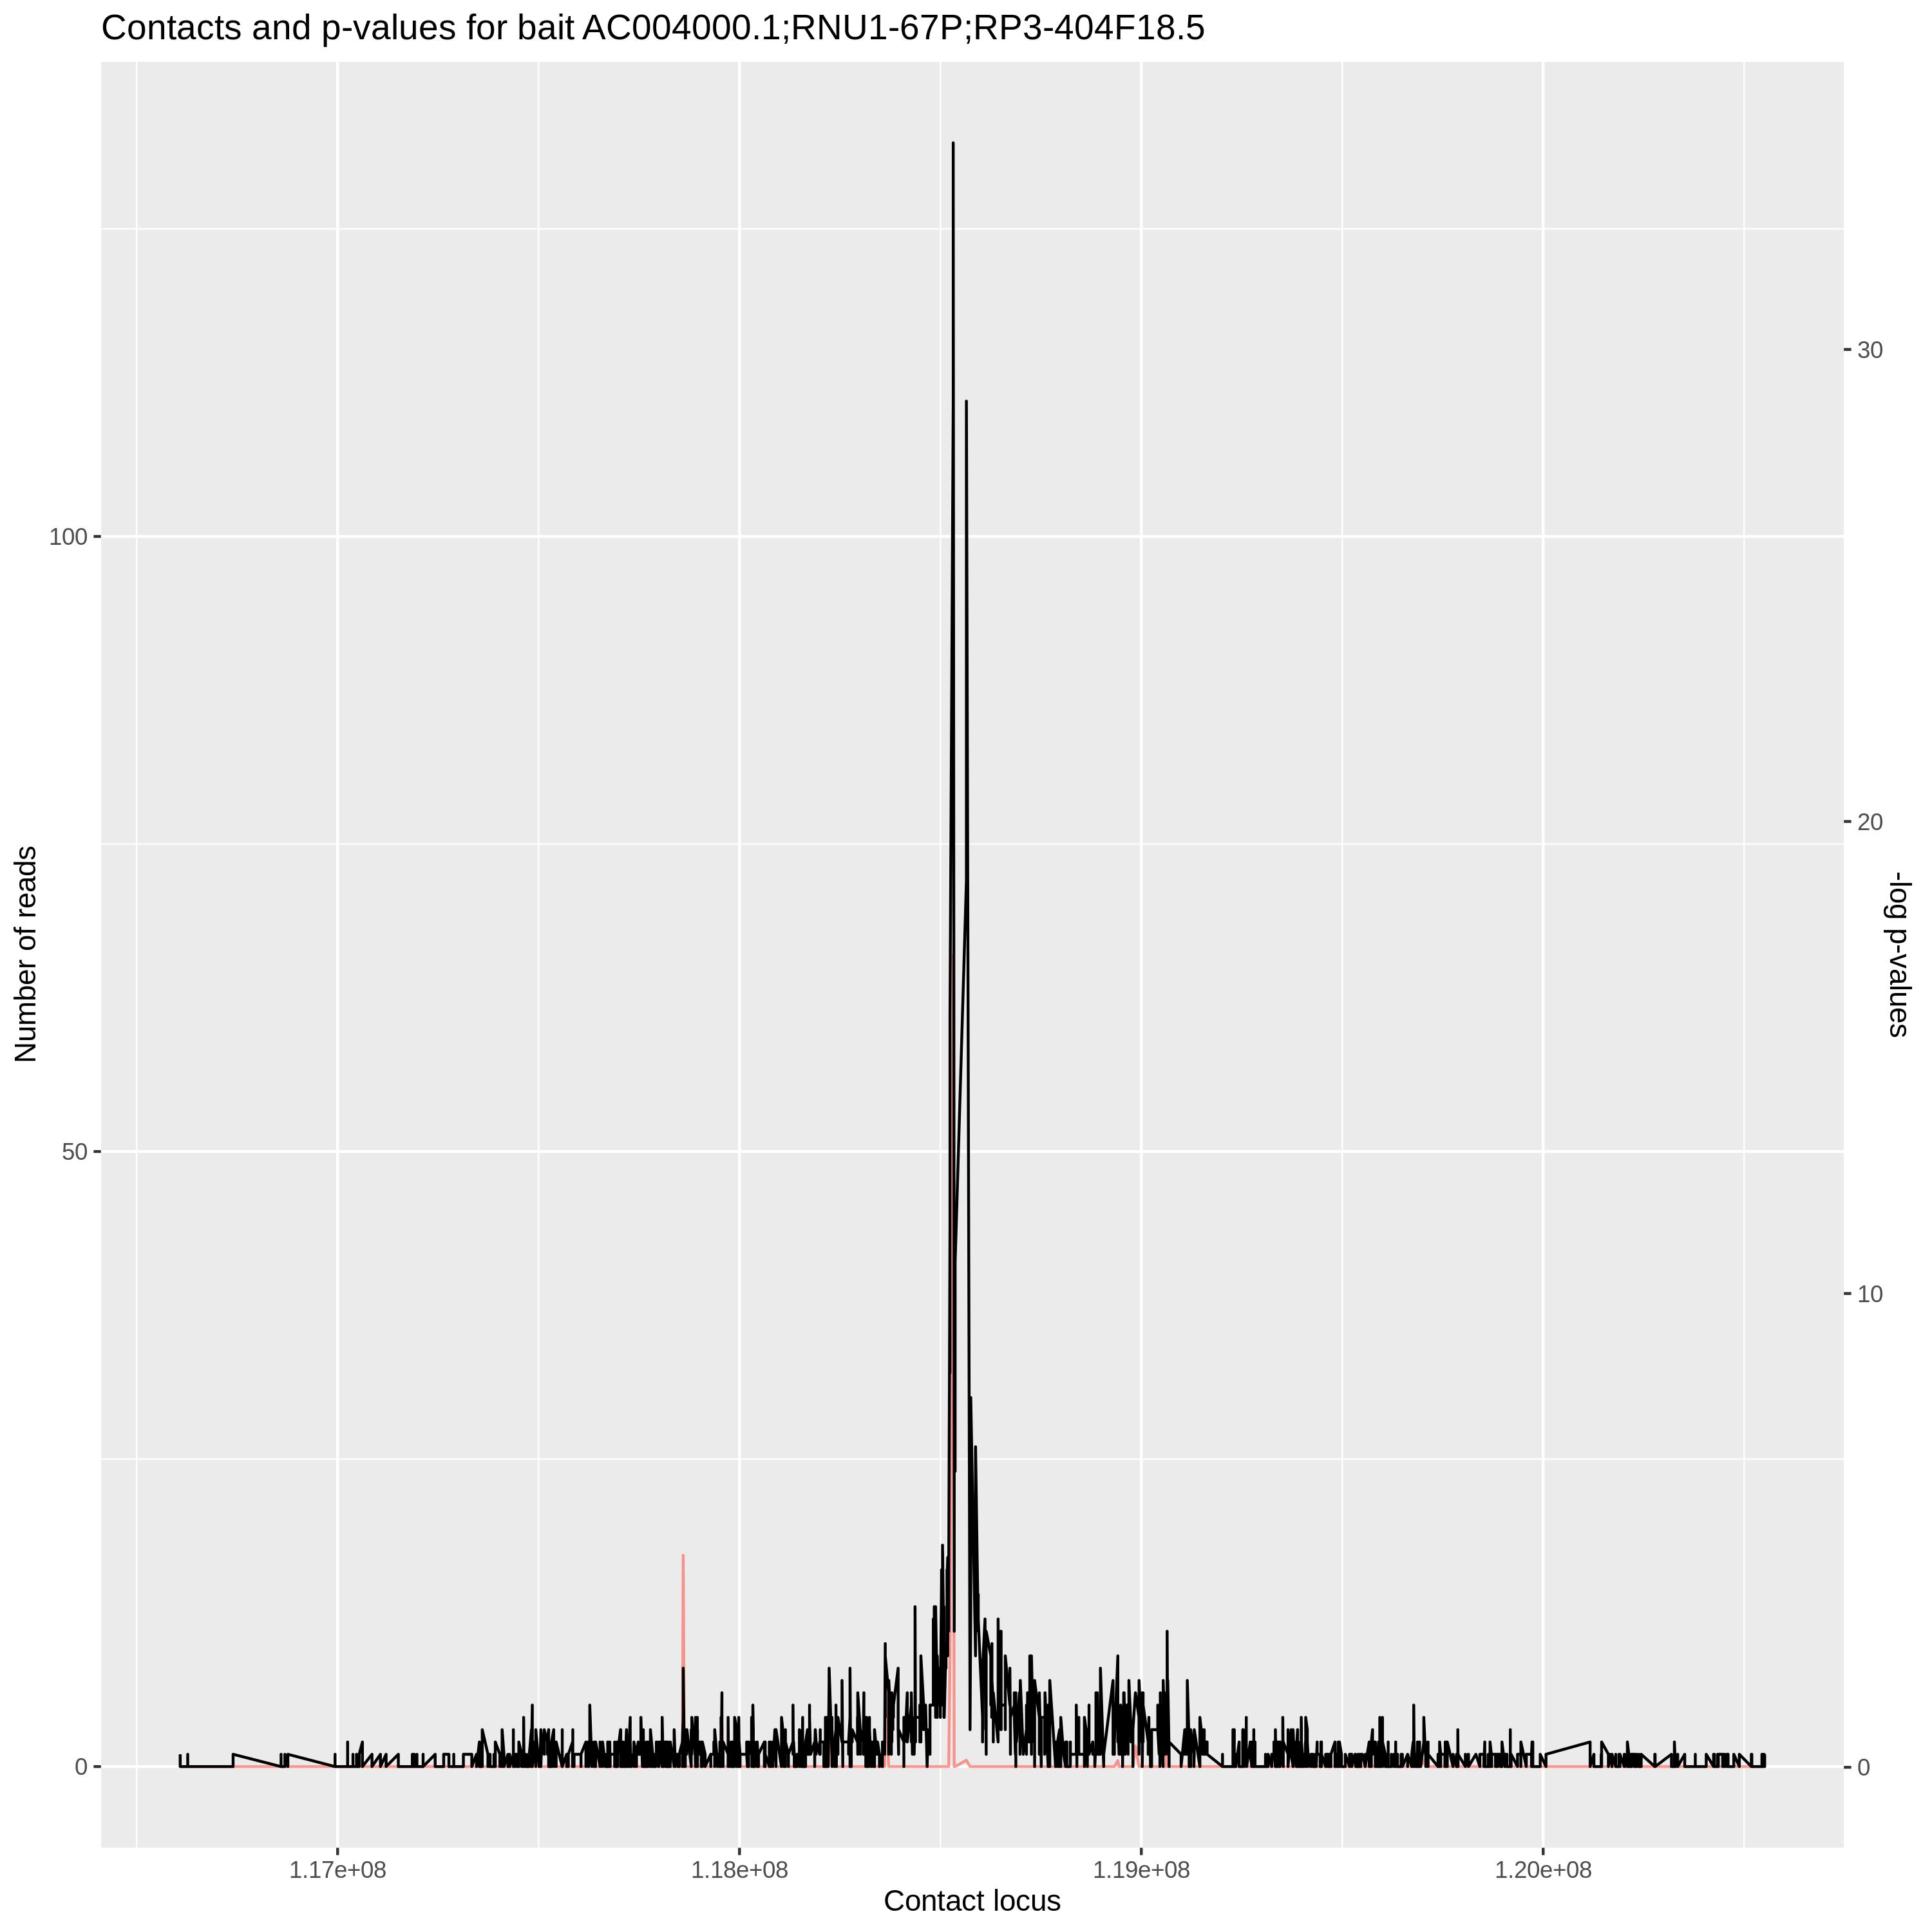 Contacts and p-values for bait AC004000.1;RNU1-67P;RP3-404F18.5
Number of reads
100
50
0
30
20
10
0
-log p-values
1.17e+08
1.18e+08
1.19e+08
1.20e+08
Contact locus